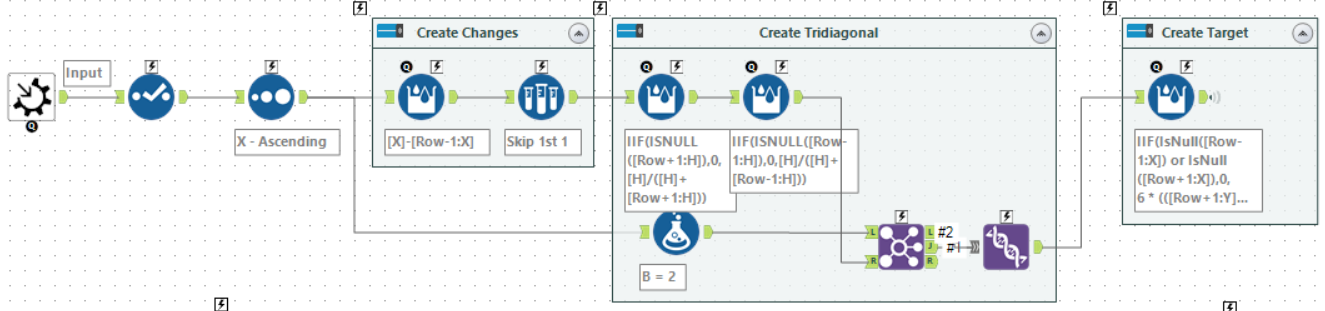 Input
X - Ascending
Create Changes
[X]-[Row-1:X]
Skip 1st 1
Create Tridiagonal
IIF(ISNULL
([Row+1:H]),0,
[H]/([H]+
[Row+1:H]))
IIF(ISNULL([Row-
1:H]),0,[H]/([H]+
[Row-1:H]))
B = 2
L
R
L
J
R
#2
#1
Create Target
IIF(IsNull([Row-
1:X]) or IsNull
([Row+1:X]),0,
6 * (([Row+1:Y]...